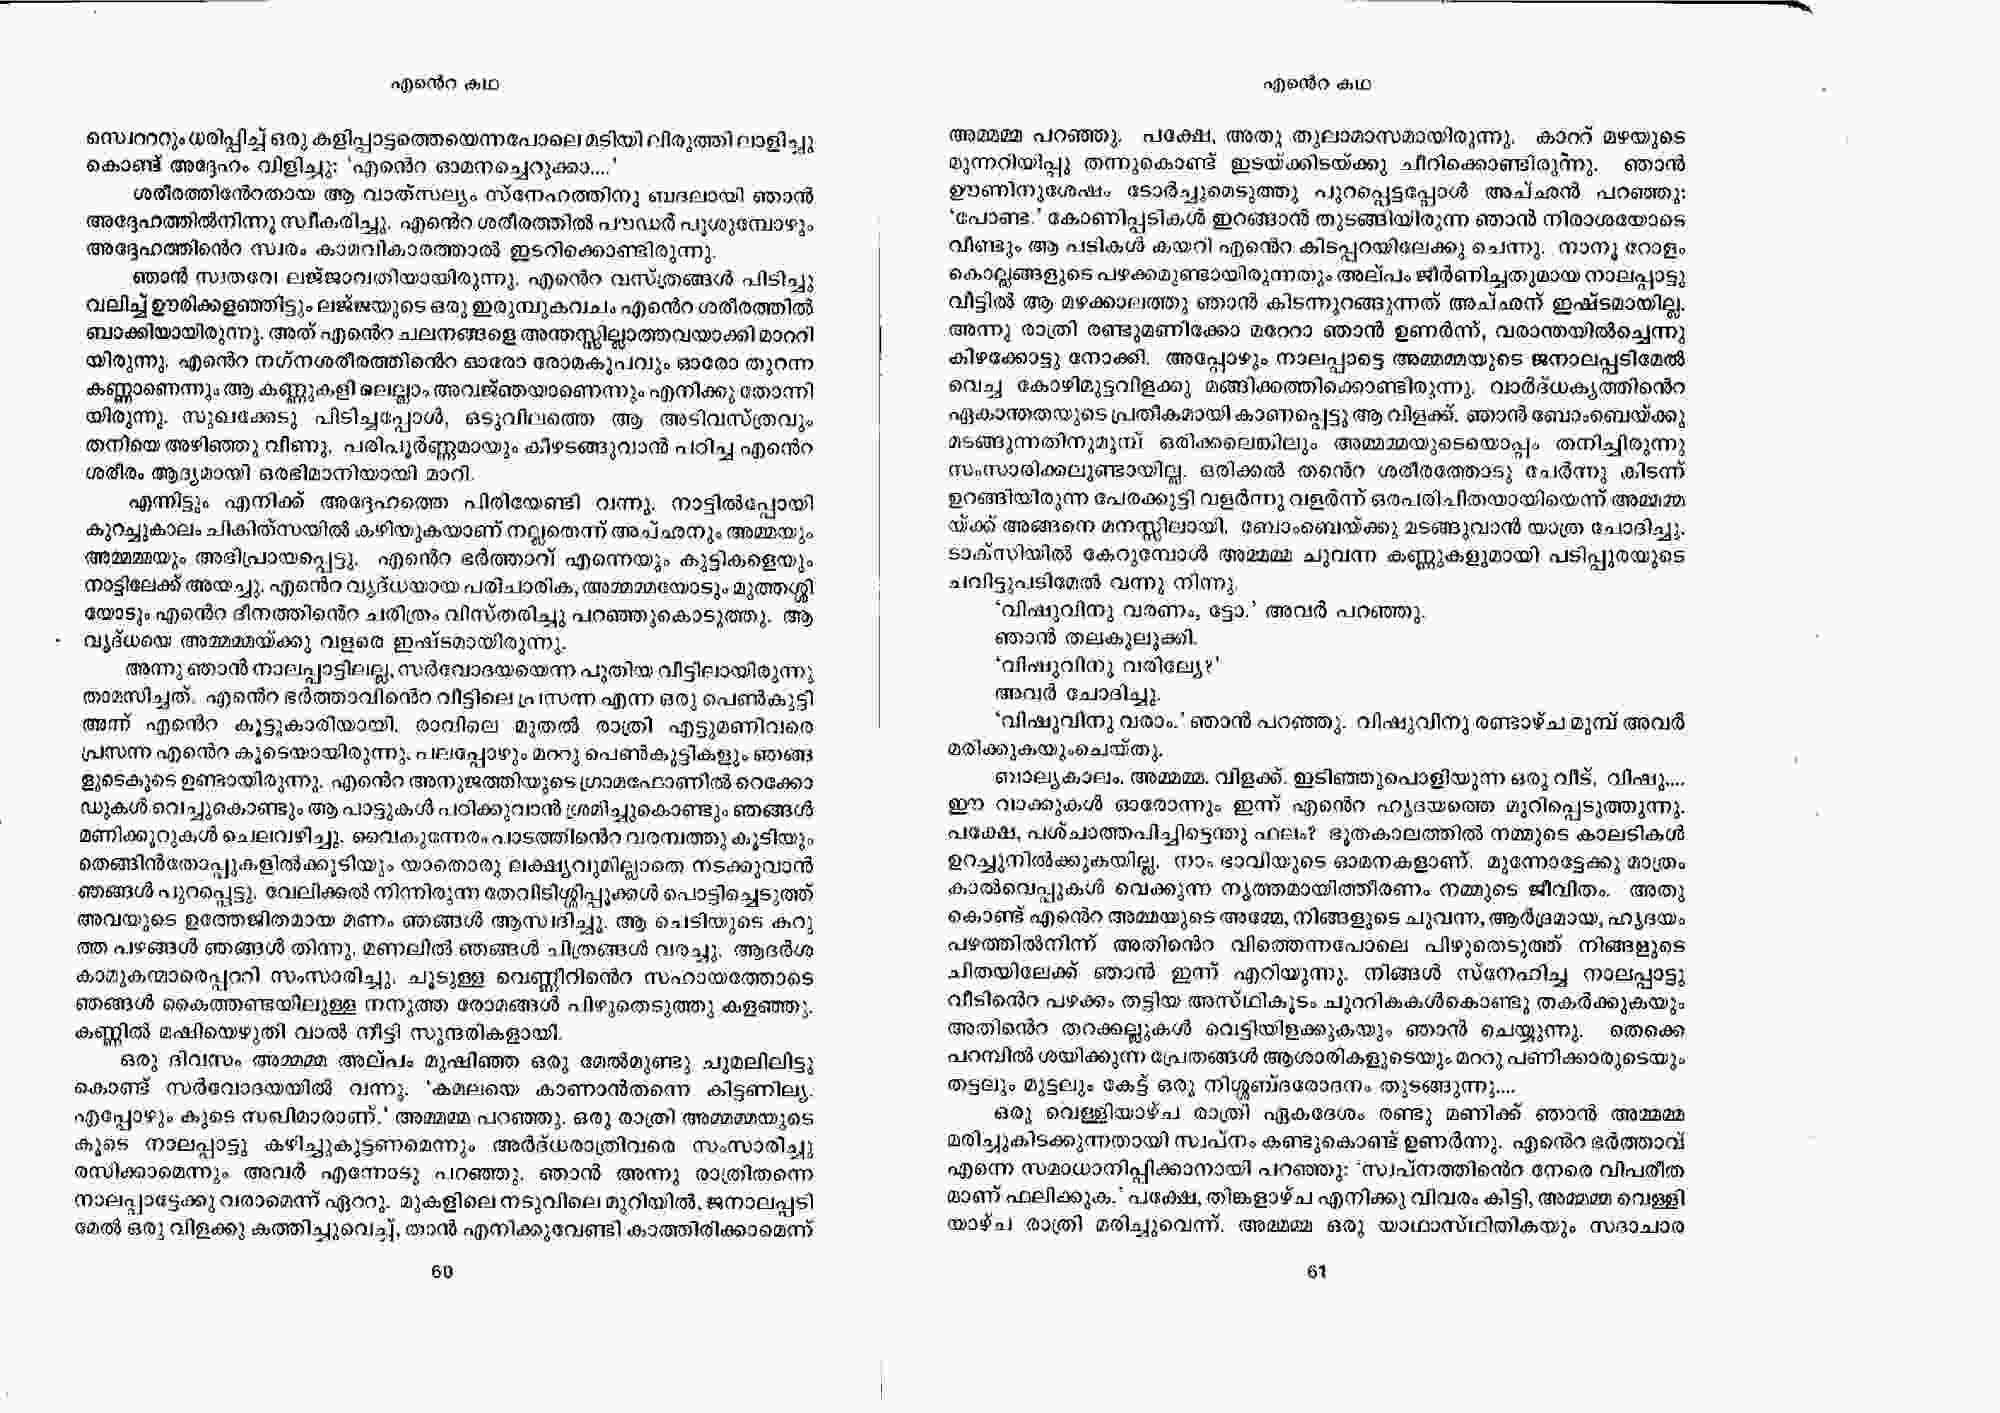 എന്റെ കഥ
സ്വെററും ധരിപ്പിച്ച് ഒരു കളിപ്പാട്ടത്തെയെന്നപോലെ മടിയി ലിരുത്തി ലാളിച്ചു
കൊണ്ട് അദ്ദേഹം വിളിച്ചു: 'എന്റെ ഓമനച്ചെറുക്കാ....'
ശരീരത്തിന്റേതായ ആ വാത്സല്യം സ്നേഹത്തിനു ബദലായി ഞാൻ
അദ്ദേഹത്തിൽനിന്നു സ്വീകരിച്ചു. എന്റെ ശരീരത്തിൽ പൗഡർ പൂശുമ്പോഴും
അദ്ദേഹത്തിന്റെ സ്വരം കാമവികാരത്താൽ ഇടറിക്കൊണ്ടിരുന്നു.
ഞാൻ സ്വതവേ ലജ്ജാവതിയായിരുന്നു. എന്റെ വസ്ത്രങ്ങൾ പിടിച്ചു
വലിച്ച് ഊരിക്കളഞ്ഞിട്ടും ലജ്ജയുടെ ഒരു ഇരുമ്പുകവചം എന്റെ ശരീരത്തിൽ
ബാക്കിയായിരുന്നു. അത് എന്റെ ചലനങ്ങളെ അന്തസ്സില്ലാത്തവയാക്കി മാററി
യിരുന്നു. എന്റെ നഗ്നശരീരത്തിന്റെ ഓരോ രോമകൂപവും ഓരോ തുറന്ന
കണ്ണാണെന്നും ആ കണ്ണുകളി ലെല്ലാം അവജ്ഞയാണെന്നും എനിക്കു തോന്നി
യിരുന്നു. സുഖക്കേടു പിടിച്ചപ്പോൾ, ഒടുവിലത്തെ ആ അടിവസ്ത്രവും
തനിയെ അഴിഞ്ഞു വീണു. പരിപൂർണ്ണമായും കീഴടങ്ങുവാൻ പഠിച്ച എന്റെ
ശരീരം ആദ്യമായി ഒരഭിമാനിയായി മാറി.
എന്നിട്ടും എനിക്ക് അദ്ദേഹത്തെ പിരിയേണ്ടി വന്നു. നാട്ടിൽപ്പോയി
കുറച്ചുകാലം ചികിത്സയിൽ കഴിയുകയാണ് നല്ലതെന്ന് അച്ഛനും അമ്മയും
അമ്മമ്മയും അഭിപ്രായപ്പെട്ടു. എന്റെ ഭർത്താവ് എന്നെയും കുട്ടികളെയും
നാട്ടിലേക്ക് അയച്ചു. എന്റെ വൃദ്ധയായ പരിചാരിക, അമ്മമ്മയോടും മുത്തശ്ശി
യോടും എന്റെ ദീനത്തിന്റെ ചരിത്രം വിസ്തരിച്ചു പറഞ്ഞുകൊടുത്തു. ആ
വൃദ്ധയെ അമ്മമ്മയ്ക്കു വളരെ ഇഷ്ടമായിരുന്നു.
അന്നു ഞാൻ നാലപ്പാട്ടിലല്ല, സർവോദയയെന്ന പുതിയ വീട്ടിലായിരുന്നു
താമസിച്ചത്. എന്റെ ഭർത്താവിന്റെ വീട്ടിലെ പ്രസന്ന എന്ന ഒരു പെൺകുട്ടി
അന്ന് എന്റെ കൂട്ടുകാരിയായി. രാവിലെ മുതൽ രാത്രി എട്ടുമണിവരെ
പ്രസന്ന എന്റെ കൂടെയായിരുന്നു. പലപ്പോഴും മററു പെൺകുട്ടികളും ഞങ്ങ
ളുടെകൂടെ ഉണ്ടായിരുന്നു. എന്റെ അനുജത്തിയുടെ ഗ്രാമഫോണിൽ റെക്കോ
ഡുകൾ വെച്ചുകൊണ്ടും ആ പാട്ടുകൾ പഠിക്കുവാൻ ശ്രമിച്ചുകൊണ്ടും ഞങ്ങൾ
മണിക്കൂറുകൾ ചെലവഴിച്ചു. വൈകുന്നേരം പാടത്തിന്റെ വരമ്പത്തു കൂടിയും
തെങ്ങിൻതോപ്പുകളിൽക്കൂടിയും യാതൊരു ലക്ഷ്യവുമില്ലാതെ നടക്കുവാൻ
ഞങ്ങൾ പുറപ്പെട്ടു. വേലിക്കൽ നിന്നിരുന്ന തേവിടിശ്ശിപ്പൂക്കൾ പൊട്ടിച്ചെടുത്ത്
അവയുടെ ഉത്തേജിതമായ മണം ഞങ്ങൾ ആസ്വദിച്ചു. ആ ചെടിയുടെ കറു
ത്ത പഴങ്ങൾ ഞങ്ങൾ തിന്നു. മണലിൽ ഞങ്ങൾ ചിത്രങ്ങൾ വരച്ചു. ആദർശ
കാമുകന്മാരെപ്പററി സംസാരിച്ചു. ചൂടുള്ള വെണ്ണീറിന്റെ സഹായത്തോടെ
ഞങ്ങൾ കൈത്തണ്ടയിലുള്ള നനുത്ത രോമങ്ങൾ പിഴുതെടുത്തു കളഞ്ഞു.
കണ്ണിൽ മഷിയെഴുതി വാൽ നീട്ടി സുന്ദരികളായി.
ഒരു ദിവസം അമ്മമ്മ അല്പം മുഷിഞ്ഞ ഒരു മേൽമുണ്ടു ചുമലിലിട്ടു
കൊണ്ട് സർവോദയയിൽ വന്നു. 'കമലയെ കാണാൻതന്നെ കിട്ടണില്യ.
എപ്പോഴും കൂടെ സഖിമാരാണ്.' അമ്മമ്മ പറഞ്ഞു. ഒരു രാത്രി അമ്മമ്മയുടെ
കൂടെ നാലപ്പാട്ടു കഴിച്ചുകൂട്ടണമെന്നും അർദ്ധരാത്രിവരെ സംസാരിച്ചു
രസിക്കാമെന്നും അവർ എന്നോടു പറഞ്ഞു. ഞാൻ അന്നു രാത്രിതന്നെ
നാലപ്പാട്ടേക്കു വരാമെന്ന് ഏററു. മുകളിലെ നടുവിലെ മുറിയിൽ, ജനാലപ്പടി
മേൽ ഒരു വിളക്കു കത്തിച്ചുവെച്ച്, താൻ എനിക്കുവേണ്ടി കാത്തിരിക്കാമെന്ന്
60
എന്റെ കഥ
അമ്മമ്മ പറഞ്ഞു. പക്ഷേ, അതു തുലാമാസമായിരുന്നു. കാററ് മഴയുടെ
മുന്നറിയിപ്പു തന്നുകൊണ്ട് ഇടയ്ക്കിടയ്ക്കു ചീറിക്കൊണ്ടിരുന്നു. ഞാൻ
ഊണിനുശേഷം ടോർച്ചുമെടുത്തു പുറപ്പെട്ടപ്പോൾ അച്ഛൻ പറഞ്ഞു:
'പോണ്ട.' കോണിപ്പടികൾ ഇറങ്ങാൻ തുടങ്ങിയിരുന്ന ഞാൻ നിരാശയോടെ
വീണ്ടും ആ പടികൾ കയറി എന്റെ കിടപ്പറയിലേക്കു ചെന്നു. നാനൂ റോളം
കൊല്ലങ്ങളുടെ പഴക്കമുണ്ടായിരുന്നതും അല്പം ജീർണിച്ചതുമായ നാലപ്പാട്ടു
വീട്ടിൽ ആ മഴക്കാലത്തു ഞാൻ കിടന്നുറങ്ങുന്നത് അച്ഛന് ഇഷ്ടമായില്ല.
അന്നു രാത്രി രണ്ടുമണിക്കോ മറേറാ ഞാൻ ഉണർന്ന്, വരാന്തയിൽച്ചെന്നു
കിഴക്കോട്ടു നോക്കി. അപ്പോഴും നാലപ്പാട്ടെ അമ്മമ്മയുടെ ജനാലപ്പടിമേൽ
വെച്ച കോഴിമുട്ടവിളക്കു മങ്ങിക്കത്തിക്കൊണ്ടിരുന്നു. വാർദ്ധക്യത്തിന്റെ
ഏകാന്തതയുടെ പ്രതീകമായി കാണപ്പെട്ടു ആ വിളക്ക്. ഞാൻ ബോംബെയ്ക്കു
മടങ്ങുന്നതിനുമുമ്പ് ഒരിക്കലെങ്കിലും അമ്മമ്മയുടെയൊപ്പം തനിച്ചിരുന്നു
സംസാരിക്കലുണ്ടായില്ല. ഒരിക്കൽ തന്റെ ശരീരത്തോടു ചേർന്നു കിടന്ന്
ഉറങ്ങിയിരുന്ന പേരക്കുട്ടി വളർന്നു വളർന്ന് ഒരപരിചിതയായിയെന്ന് അമ്മമ്മ
യ്ക്ക് അങ്ങനെ മനസ്സിലായി. ബോംബെയ്ക്കു മടങ്ങുവാൻ യാത്ര ചോദിച്ചു.
ടാക്സിയിൽ കേറുമ്പോൾ അമ്മമ്മ ചുവന്ന കണ്ണുകളുമായി പടിപ്പുരയുടെ
ചവിട്ടുപടിമേൽ വന്നു നിന്നു.
'വിഷുവിനു വരണം, ട്ടോ.' അവർ പറഞ്ഞു.
ഞാൻ തലകുലുക്കി.
'വിഷുവിനു വരില്യേ?'
അവർ ചോദിച്ചു.
'വിഷുവിനു വരാം.' ഞാൻ പറഞ്ഞു. വിഷുവിനു രണ്ടാഴ്ച മുമ്പ് അവർ
മരിക്കുകയുംചെയ്തു.
ബാല്യകാലം. അമ്മമ്മ. വിളക്ക്. ഇടിഞ്ഞുപൊളിയുന്ന ഒരു വീട്. വിഷു....
ഈ വാക്കുകൾ ഓരോന്നും ഇന്ന് എന്റെ ഹൃദയത്തെ മുറിപ്പെടുത്തുന്നു.
പക്ഷേ, പശ്ചാത്തപിച്ചിട്ടെന്തു ഫലം? ഭൂതകാലത്തിൽ നമ്മുടെ കാലടികൾ
ഉറച്ചുനിൽക്കുകയില്ല. നാം ഭാവിയുടെ ഓമനകളാണ്. മുന്നോട്ടേക്കു മാത്രം
കാൽവെപ്പുകൾ വെക്കുന്ന നൃത്തമായിത്തീരണം നമ്മുടെ ജീവിതം. അതു
കൊണ്ട് എന്റെ അമ്മയുടെ അമ്മേ, നിങ്ങളുടെ ചുവന്ന, ആർദ്രമായ, ഹൃദയം
പഴത്തിൽനിന്ന് അതിന്റെ വിത്തെന്നപോലെ പിഴുതെടുത്ത് നിങ്ങളുടെ
ചിതയിലേക്ക് ഞാൻ ഇന്ന് എറിയുന്നു. നിങ്ങൾ സ്നേഹിച്ച നാലപ്പാട്ടു
വീടിന്റെ പഴക്കം തട്ടിയ അസ്ഥികൂടം ചുററികകൾകൊണ്ടു തകർക്കുകയും
അതിന്റെ തറക്കല്ലുകൾ വെട്ടിയിളക്കുകയും ഞാൻ ചെയ്യുന്നു. തെക്കെ
പറമ്പിൽ ശയിക്കുന്ന പ്രേതങ്ങൾ ആശാരികളുടെയും മററു പണിക്കാരുടെയും
തട്ടലും മുട്ടലും കേട്ട് ഒരു നിശ്ശബ്ദരോദനം തുടങ്ങുന്നു....
ഒരു വെള്ളിയാഴ്ച രാത്രി ഏകദേശം രണ്ടു മണിക്ക് ഞാൻ അമ്മമ്മ
മരിച്ചുകിടക്കുന്നതായി സ്വപ്നം കണ്ടുകൊണ്ട് ഉണർന്നു. എന്റെ ഭർത്താവ്
എന്നെ സമാധാനിപ്പിക്കാനായി പറഞ്ഞു: 'സ്വപ്നത്തിന്റെ നേരെ വിപരീത
മാണ് ഫലിക്കുക.' പക്ഷേ, തിങ്കളാഴ്ച എനിക്കു വിവരം കിട്ടി, അമ്മമ്മ വെള്ളി
യാഴ്ച രാത്രി മരിച്ചുവെന്ന്. അമ്മമ്മ ഒരു യാഥാസ്ഥിതികയും സദാചാര
61